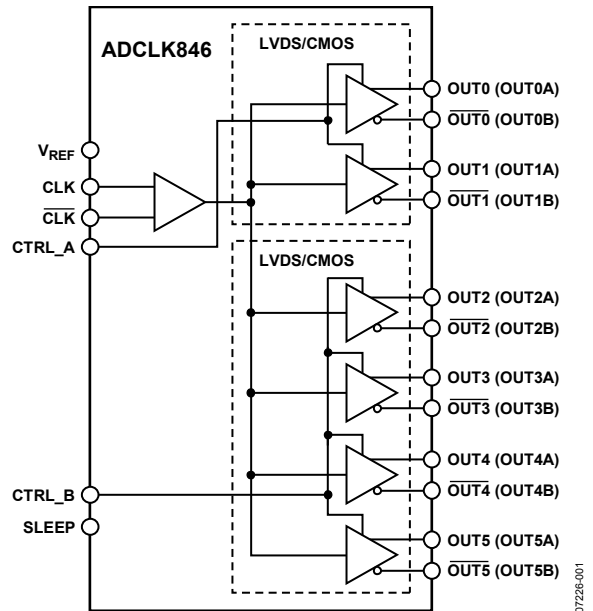 ADCLK846
LVDS/CMOS
OUT0 (OUT0A)
OUT0 (OUT0B)
OUT1 (OUT1A)
OUT1 (OUT1B)
VREF
CLK
CLK
CTRL_A
LVDS/CMOS
OUT2 (OUT2A)
OUT2 (OUT2B)
OUT3 (OUT3A)
OUT3 (OUT3B)
OUT4 (OUT4A)
OUT4 (OUT4B)
CTRL_B
SLEEP
OUT5 (OUT5A)
OUT5 (OUT5B)
07226-001